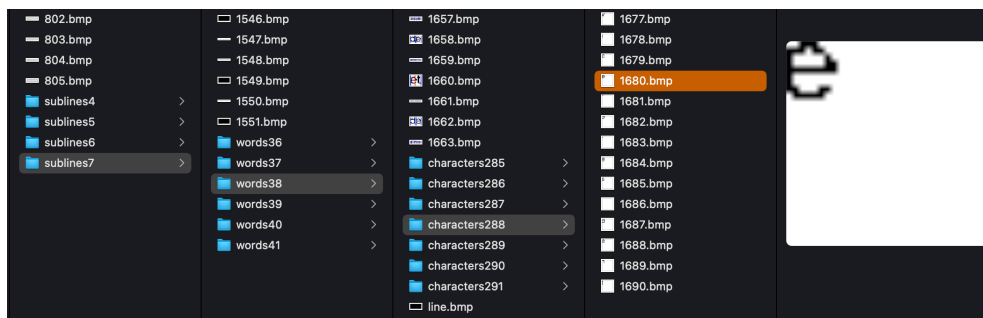 802.bmp
803.bmp
804.bmp
805.bmp
sublines4
sublines5
sublines6
sublines7
1546.bmp
1547.bmp
1548.bmp
1549.bmp
1550.bmp
1551.bmp
words36
words37
words38
words39
words40
words41
1657.bmp
1658.bmp
1659.bmp
1660.bmp
1661.bmp
1662.bmp
1663.bmp
characters285
characters286
characters287
characters288
characters289
characters290
characters291
line.bmp
1677.bmp
1678.bmp
1679.bmp
1680.bmp
1681.bmp
1682.bmp
1683.bmp
1684.bmp
1685.bmp
1686.bmp
1687.bmp
1688.bmp
1689.bmp
1690.bmp
e